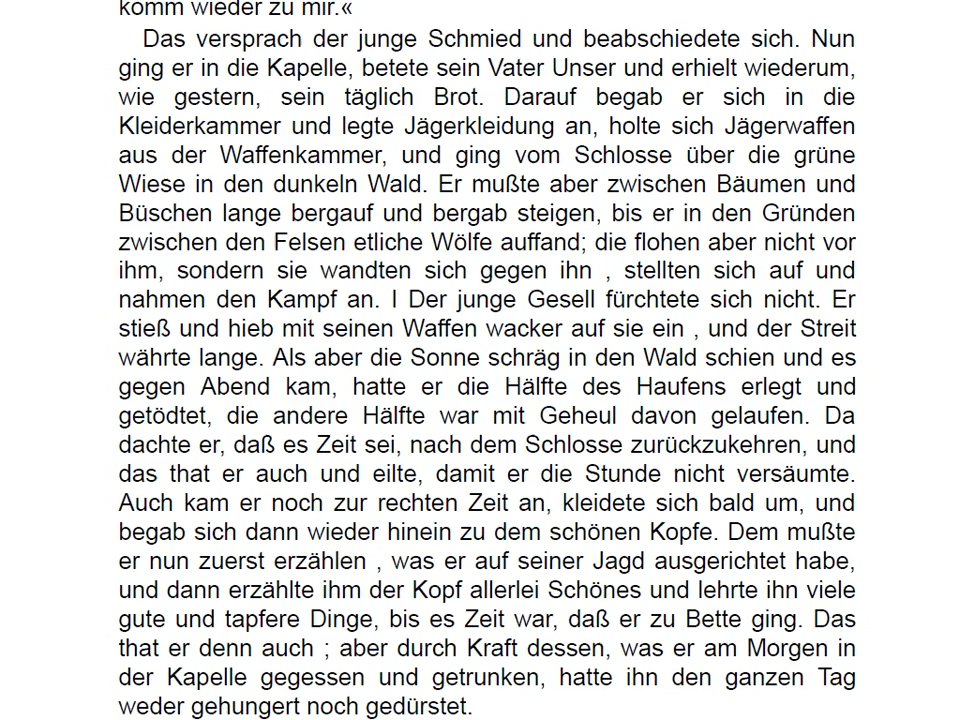 komm wieder zu mir.«
Das versprach der junge Schmied und beabschiedete sich. Nun
ging er in die Kapelle, betete sein Vater Unser und erhielt wiederum,
wie gestern, sein täglich Brot. Darauf begab er sich in die
Kleiderkammer und legte Jägerkleidung an, holte sich Jägerwaffen
aus der Waffenkammer, und ging vom Schlosse über die grüne
Wiese in den dunkeln Wald. Er mußte aber zwischen Bäumen und
Büschen lange bergauf und bergab steigen, bis er in den Gründen
zwischen den Felsen etliche Wölfe auffand; die flohen aber nicht vor
ihm, sondern sie wandten sich gegen ihn , stellten sich auf und
nahmen den Kampf an. I Der junge Gesell fürchtete sich nicht. Er
stieß und hieb mit seinen Waffen wacker auf sie ein , und der Streit
währte lange. Als aber die Sonne schräg in den Wald schien und es
gegen Abend kam, hatte er die Hälfte des Haufens erlegt und
getödtet, die andere Hälfte war mit Geheul davon gelaufen. Da
dachte er, daß es Zeit sei, nach dem Schlosse zurückzukehren, und
das that er auch und eilte, damit er die Stunde nicht versäumte.
Auch kam er noch zur rechten Zeit an, kleidete sich bald um, und
begab sich dann wieder hinein zu dem schönen Kopfe. Dem mußte
er nun zuerst erzählen , was er auf seiner Jagd ausgerichtet habe,
und dann erzählte ihm der Kopf allerlei Schönes und lehrte ihn viele
gute und tapfere Dinge, bis es Zeit war, daß er zu Bette ging. Das
that er denn auch ; aber durch Kraft dessen, was er am Morgen in
der Kapelle gegessen und getrunken, hatte ihn den ganzen Tag
weder gehungert noch gedürstet.